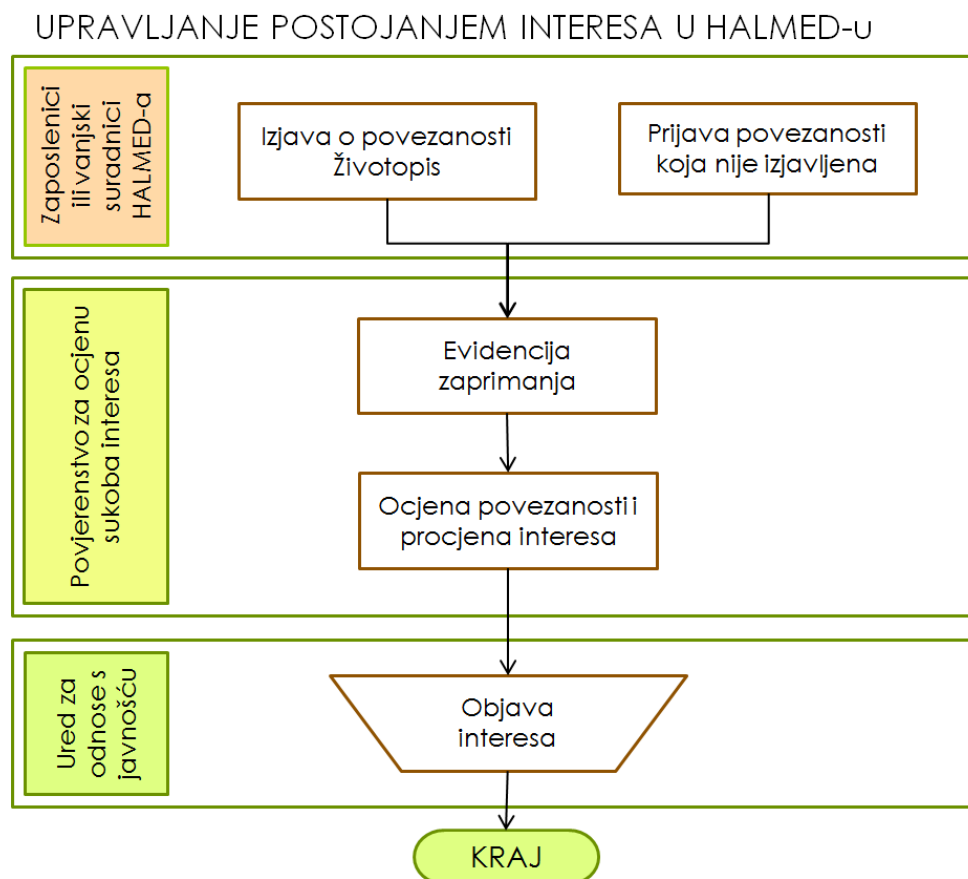 UPRAVLJANJE POSTOJANJEM INTERESA U HALMED-u
Zaposlenici
ili vanjski
suradnici
HALMED-a
Izjava o povezanosti
Životopis
Prijava povezanosti
koja nije izjavljena
Povjerenstvo za ocjenu
sukoba interesa
Evidencija
zaprimanja
Ocjena povezanosti i
procjena interesa
Ured za
odnose s
javnošću
Objava
interesa
KRAJ